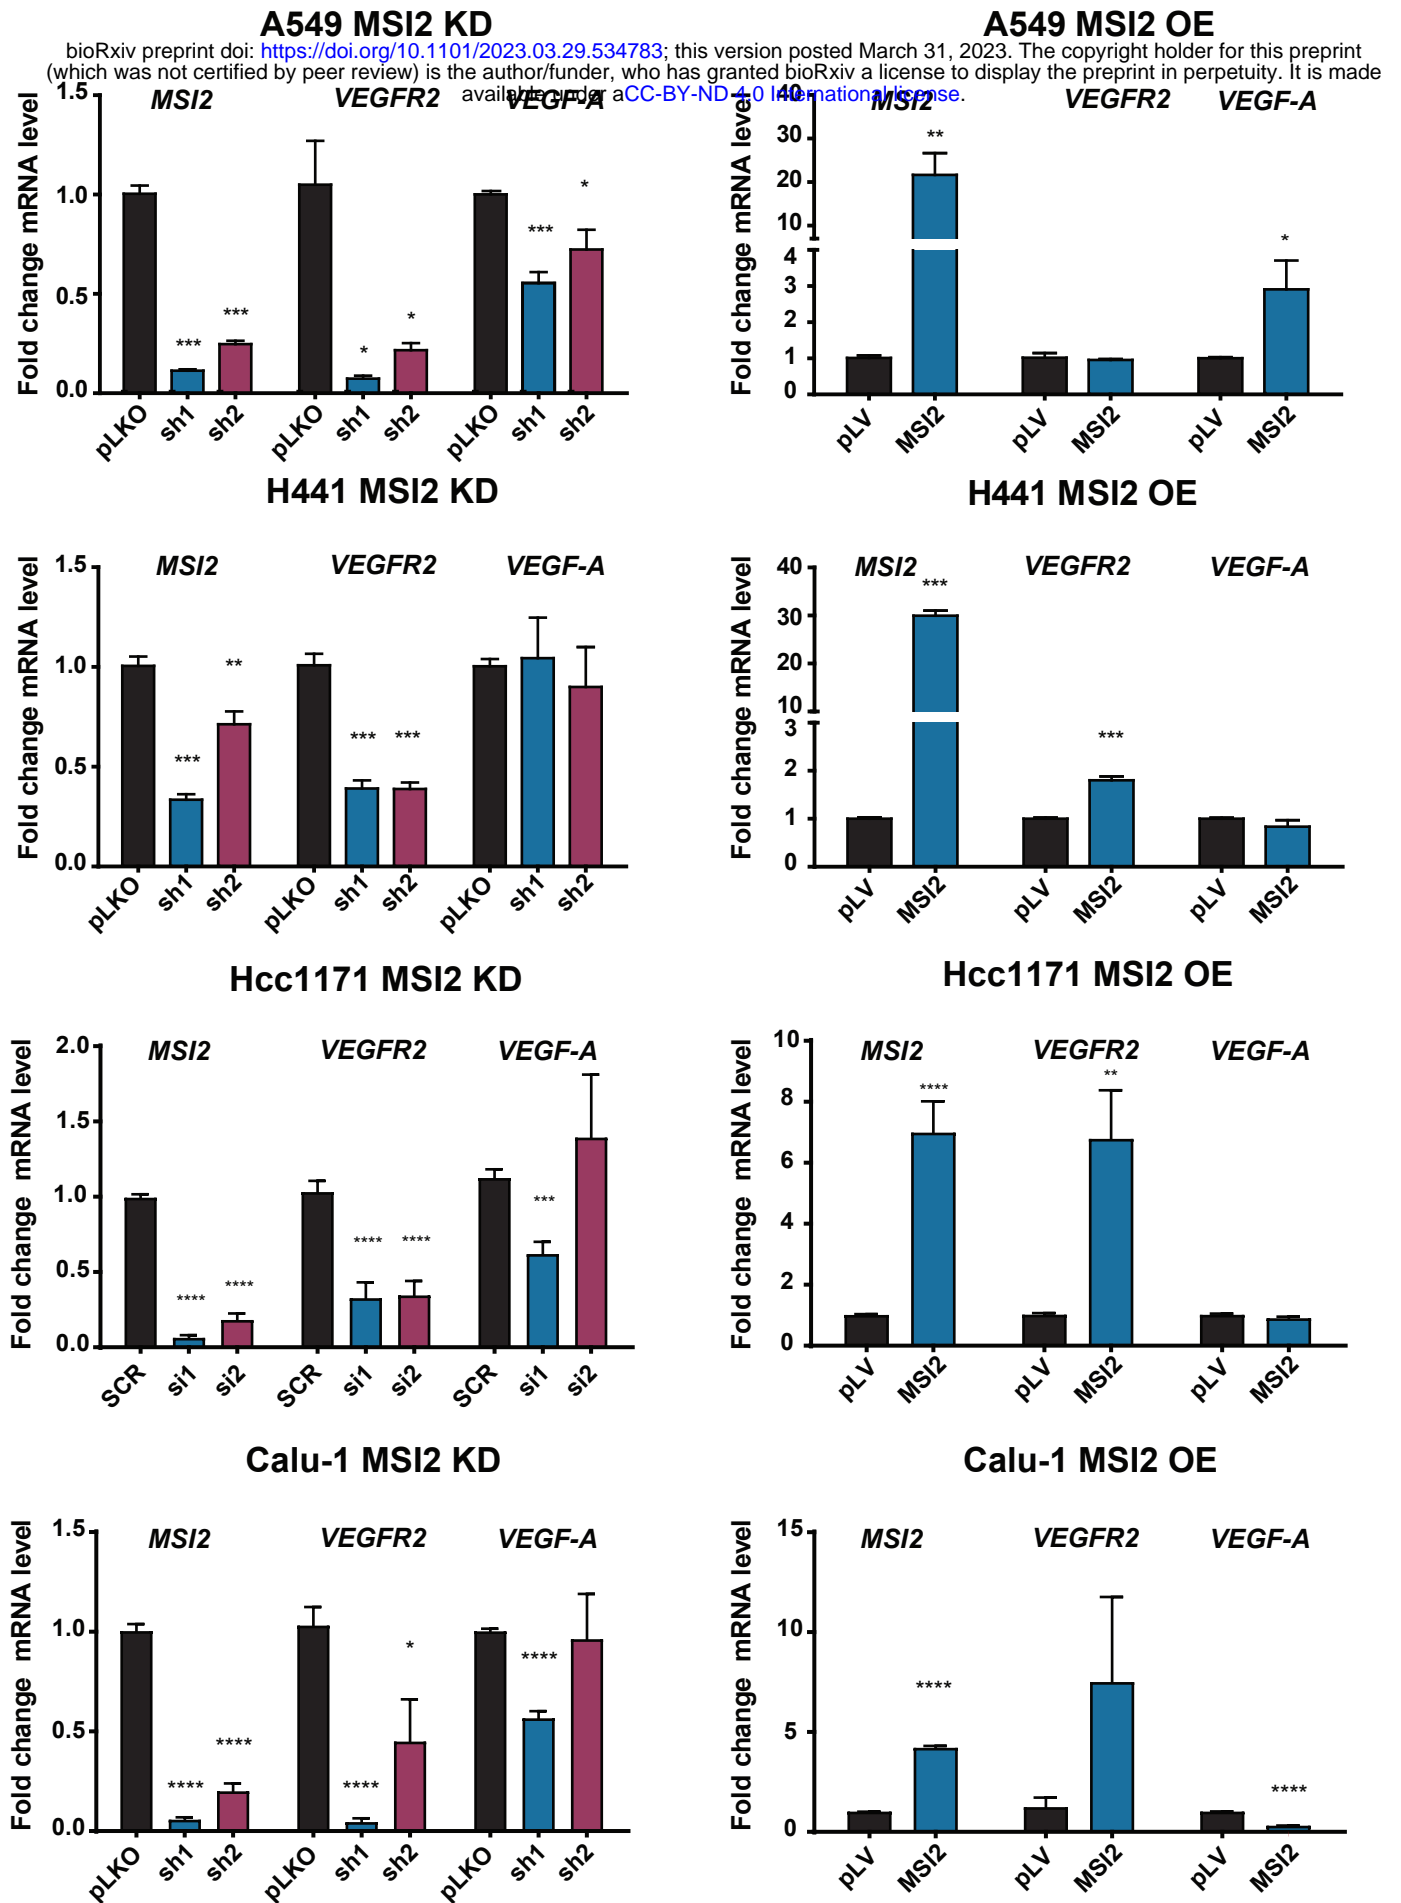 A549 MSI2 KD
A549 MSI2 OE
bioRxiv preprint doi: https://doi.org/10.1101/2023.03.29.534783; this version posted March 31, 2023. The copyright holder for this preprint
(which was not certified by peer review) is the author/funder, who has granted bioRxiv a license to display the preprint in perpetuity. It is made
available under aCC-BY-ND 4.0 International license.
Fold change mRNA level
1.5
1.0
0.5
0.0
MSI2 VEGFR2 VEGF-A
*** *** * * *** *
pLKO sh1 sh2 pLKO sh1 sh2 pLKO sh1 sh2
Fold change mRNA level
40
30
20
10
4
3
2
1
0
MSI2 VEGFR2 VEGF-A
** *
pLV MSI2 pLV MSI2 pLV MSI2
H441 MSI2 KD
Fold change mRNA level
1.5
1.0
0.5
0.0
MSI2 VEGFR2 VEGF-A
*** ** *** ***
pLKO sh1 sh2 pLKO sh1 sh2 pLKO sh1 sh2
H441 MSI2 OE
Fold change mRNA level
40
30
20
10
3
2
1
0
MSI2 VEGFR2 VEGF-A
*** ***
pLV MSI2 pLV MSI2 pLV MSI2
Hcc1171 MSI2 KD
Fold change mRNA level
2.0
1.5
1.0
0.5
0.0
MSI2 VEGFR2 VEGF-A
**** **** **** **** ***
SCR si1 si2 SCR si1 si2 SCR si1 si2
Hcc1171 MSI2 OE
Fold change mRNA level
10
8
6
4
2
0
MSI2 VEGFR2 VEGF-A
**** **
pLV MSI2 pLV MSI2 pLV MSI2
Calu-1 MSI2 KD
Fold change mRNA level
1.5
1.0
0.5
0.0
MSI2 VEGFR2 VEGF-A
**** **** **** * ****
pLKO sh1 sh2 pLKO sh1 sh2 pLKO sh1 sh2
Calu-1 MSI2 OE
Fold change mRNA level
15
10
5
0
MSI2 VEGFR2 VEGF-A
**** ****
pLV MSI2 pLV MSI2 pLV MSI2